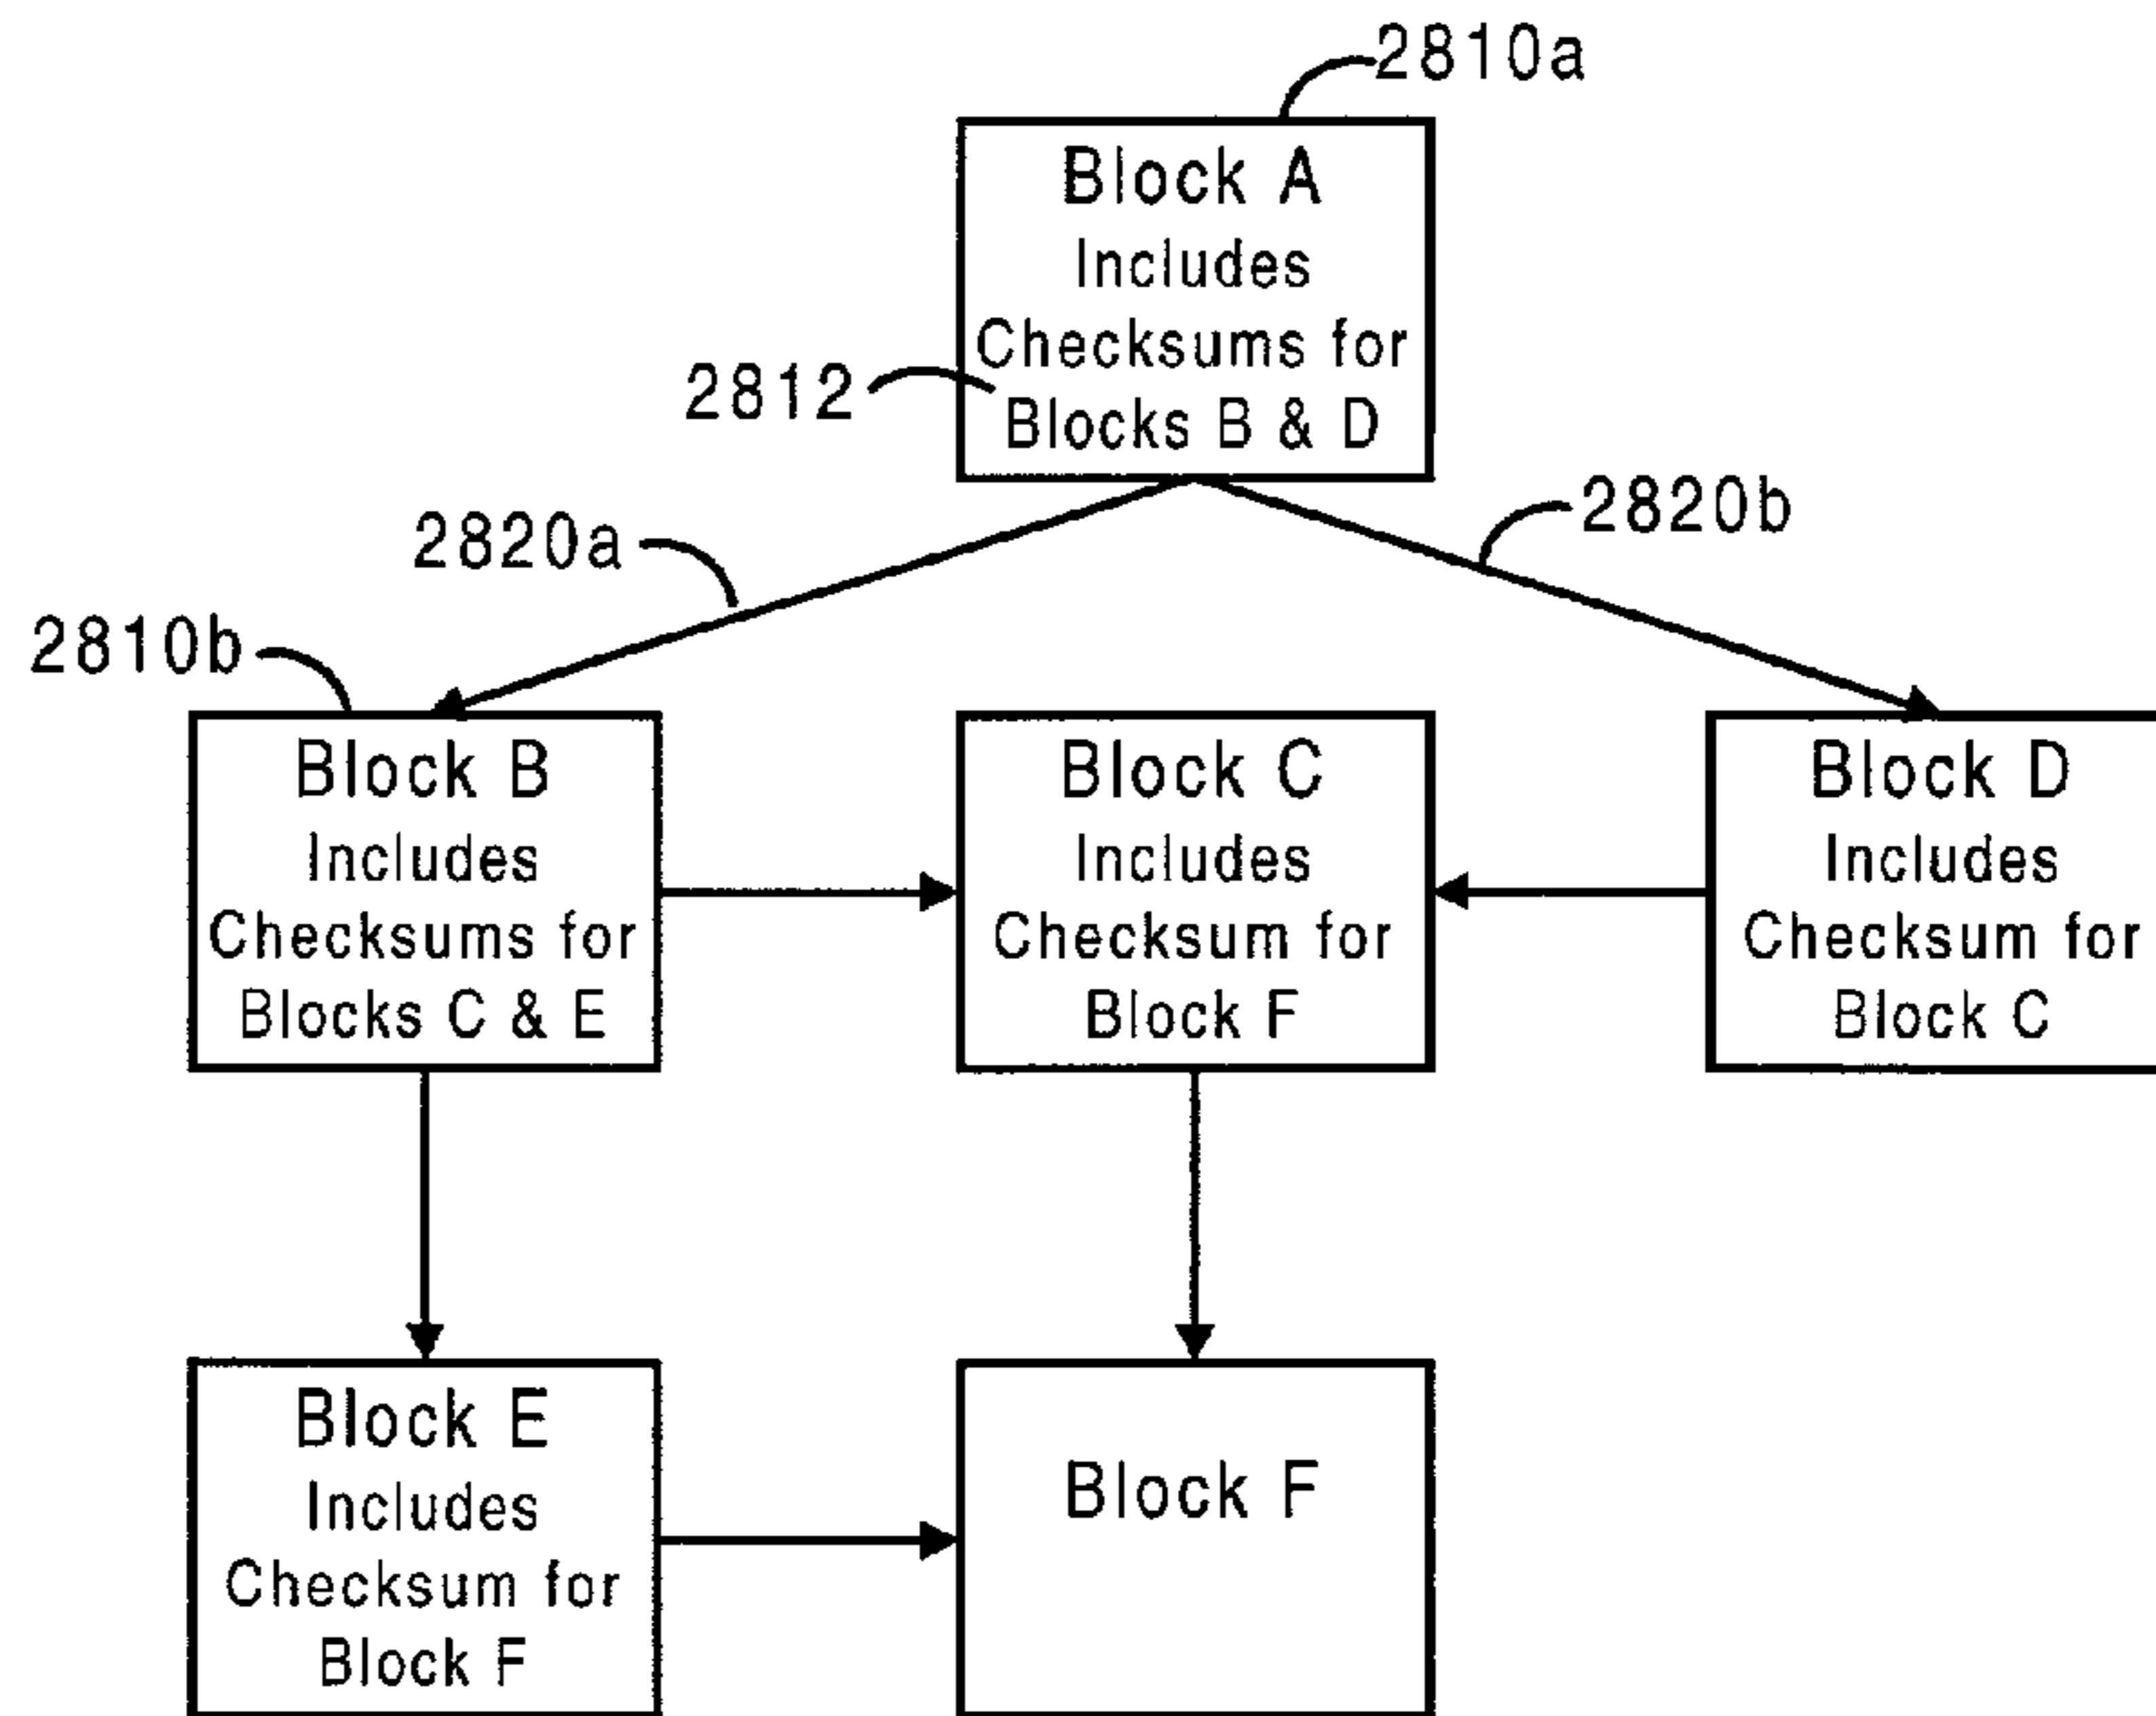 2810a
Block A
Includes
Checksums for
Blocks B & D
2812
2820a
2820b
2810b
Block B
Includes
Checksums for
Blocks C & E
Block C
Includes
Checksum for
Block F
Block D
Includes
Checksum for
Block C
Block E
Includes
Checksum for
Block F
Block F